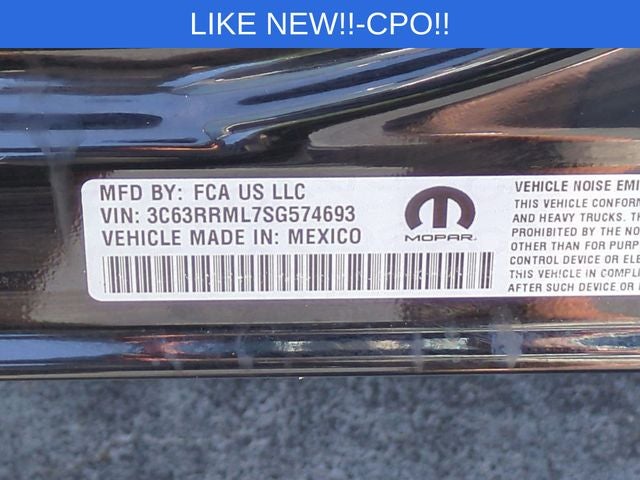 LIKE NEW!!-CPO!!
MFD BY: FCA US LLC
VIN: 3C63RRML7SG574693
VEHICLE MADE IN: MEXICO
MOPAR
VEHICLE NOISE EMI
THIS VEHICLE CONFORM
AND HEAVY TRUCKS. TH
PROHIBITED BY THE NO
OTHER THAN FOR PURP
CONTROL DEVICE OR ELE
THIS VEHICLE IN COMPLE
AFTER SUCH DEVICE OR